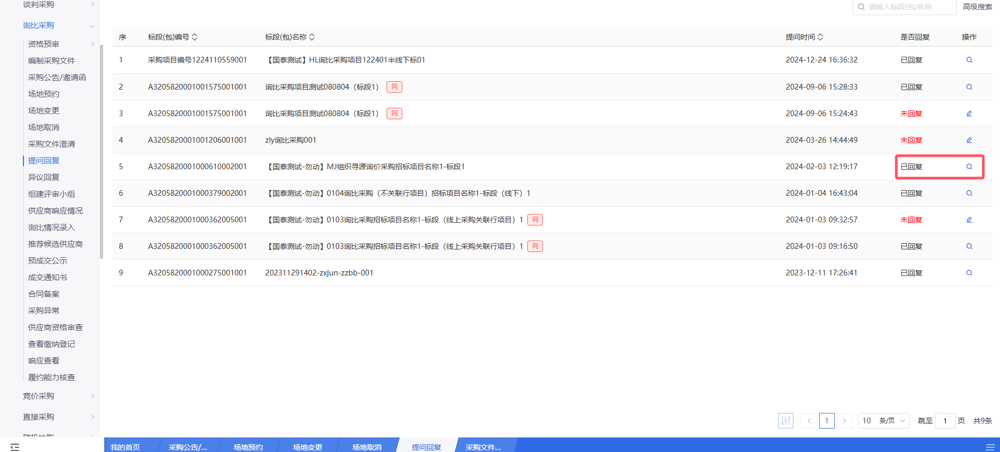 谈判采购
询比采购
资格预审
编制采购文件
采购公告/邀请函
场地预约
场地变更
场地取消
采购文件澄清
提问回复
异议回复
组建评审小组
供应商响应情况
询比情况录入
推荐候选供应商
预成交公示
成交通知书
合同备案
采购异常
供应商资格审查
查看缴纳登记
响应查看
履约能力核查
竞价采购
直接采购
请输入标段(包)名称 高级搜索
序 标段(包)编号 标段(包)名称 提问时间 是否回复 操作
1 采购项目编号1224110559001 【国泰测试】HL询比采购项目122401半线下标01 2024-12-24 16:36:32 已回复
2 A3205820001001575001001 询比采购项目测试080804（标段1） 网 2024-09-06 15:28:33 已回复
3 A3205820001001575001001 询比采购项目测试080804（标段1） 网 2024-09-06 15:24:43 未回复
4 A3205820001001206001001 zly询比采购001 2024-03-26 14:44:49 未回复
5 A3205820001000610002001 【国泰测试-勿动】MJ组织寻源询价采购招标项目名称1-标段1 2024-02-03 12:19:17 已回复
6 A3205820001000379002001 【国泰测试-勿动】0104询比采购（不关联行项目）招标项目名称1-标段（线下）1 2024-01-04 16:43:04 已回复
7 A3205820001000362005001 【国泰测试-勿动】0103询比采购招标项目名称1-标段（线上采购关联行项目）1 网 2024-01-03 09:32:57 未回复
8 A3205820001000362005001 【国泰测试-勿动】0103询比采购招标项目名称1-标段（线上采购关联行项目）1 网 2024-01-03 09:16:50 已回复
9 A3205820001000275001001 202311291402-zxjun-zzbb-001 2023-12-11 17:26:41 已回复
1 10 条/页 跳至 1 页 共9条
我的首页 采购公告/... 场地预约 场地变更 场地取消 提问回复 采购文件...